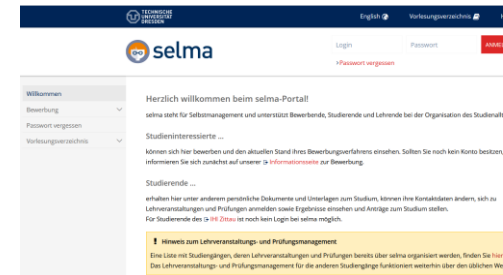 TECHNISCHE
UNIVERSITÄT
DRESDEN
English
Vorlesungsverzeichnis
selma
Login
Passwort
ANME
>Passwort vergessen
Willkommen
Bewerbung
Passwort vergessen
Vorlesungsverzeichnis
Herzlich willkommen beim selma-Portal!
selma steht für Selbstmanagement und unterstützt Bewerbende, Studierende und Lehrende bei der Organisation des Studienallt
Studieninteressierte ...
können sich hier bewerben und den aktuellen Stand ihres Bewerbungsverfahrens einsehen. Sollten Sie noch kein Konto besitzen,
informieren Sie sich zunächst auf unserer Informationsseite zur Bewerbung.
Studierende ...
erhalten hier unter anderem persönliche Dokumente und Unterlagen zum Studium, können ihre Kontaktdaten ändern, sich zu
Lehrveranstaltungen und Prüfungen anmelden sowie Ergebnisse einsehen und Anträge zum Studium stellen.
Für Studierende des IHI Zittau ist noch kein Login bei selma möglich.
! Hinweis zum Lehrveranstaltungs- und Prüfungsmanagement
Eine Liste mit Studiengängen, deren Lehrveranstaltungen und Prüfungen bereits über selma organisiert werden, finden Sie hier
Das Lehrveranstaltungs- und Prüfungsmanagement für die anderen Studiengänge funktioniert weiterhin über den üblichen We